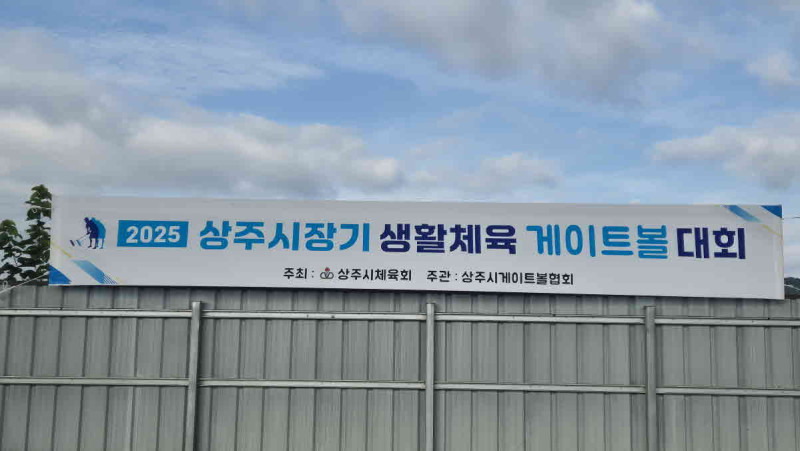 2025 상주시장기 생활체육 게이트볼 대회
주최 : 상주시체육회 주관 : 상주시게이트볼협회